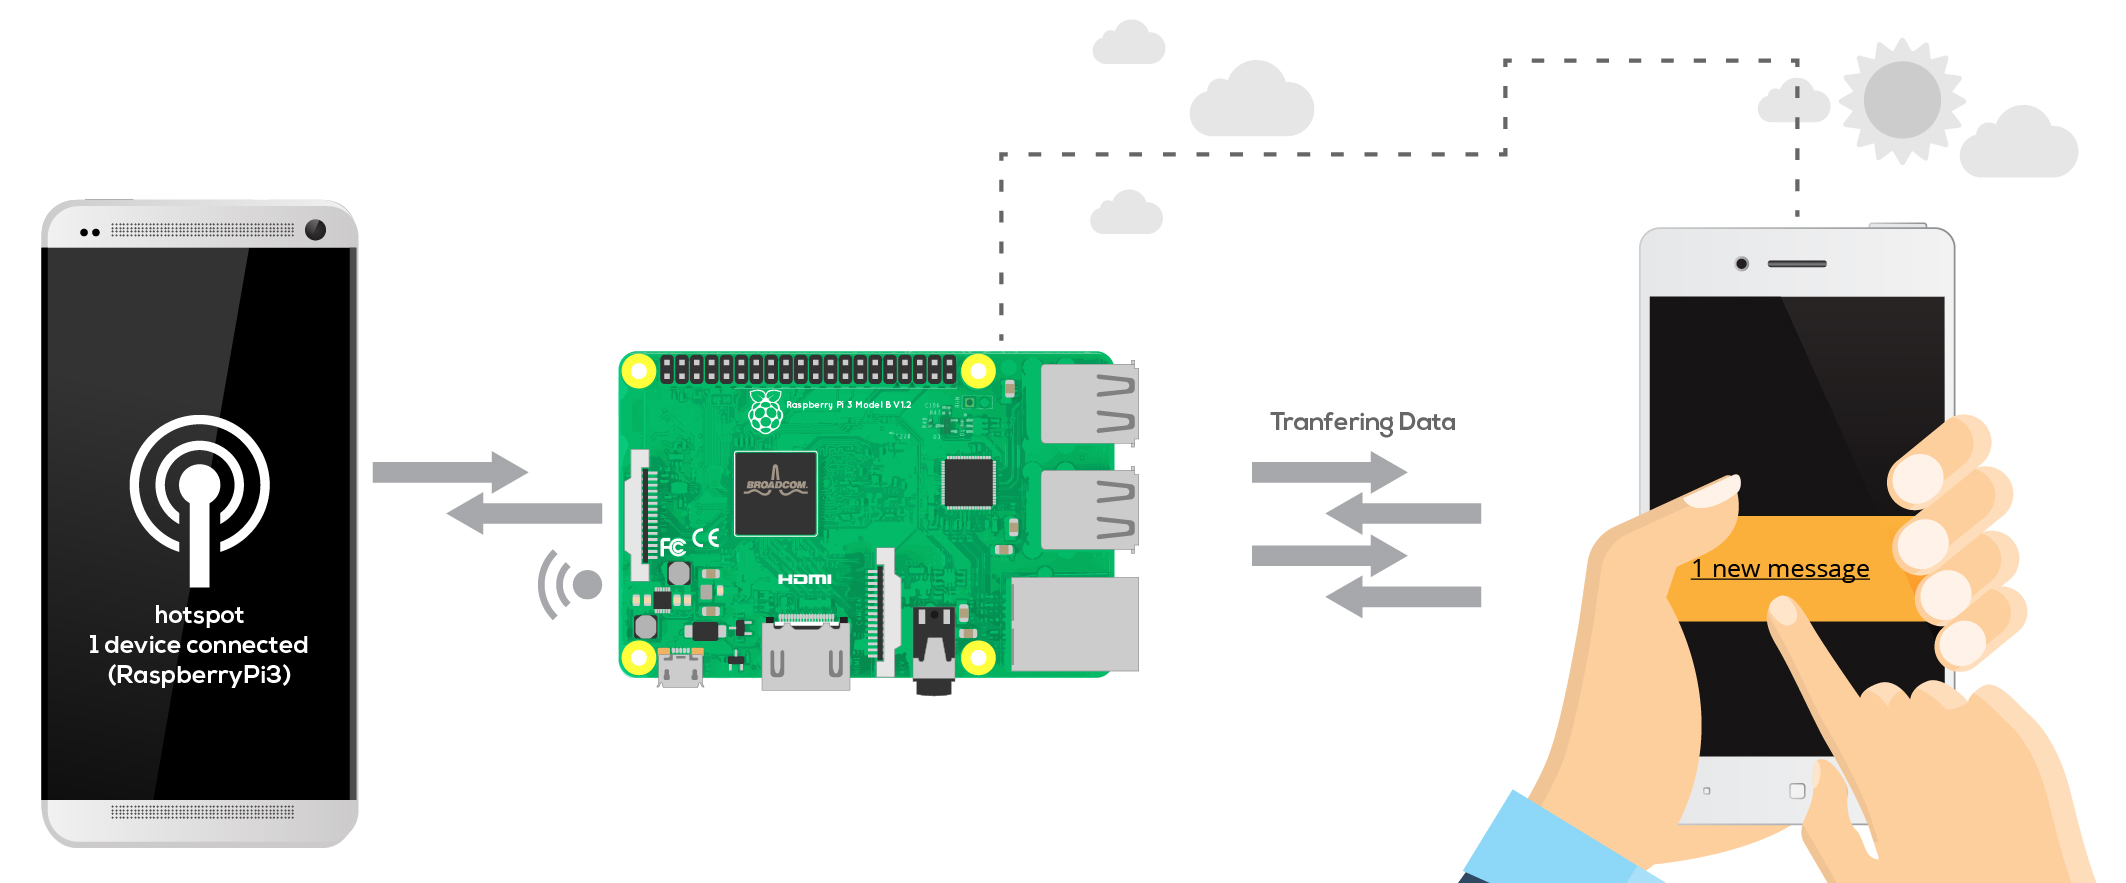 hotspot
1 device connected
(RaspberryPi3)
Raspberry Pi 3 Model B V1.2
BROADCOM.
FC CE
HDMI
Tranfering Data
1 new message